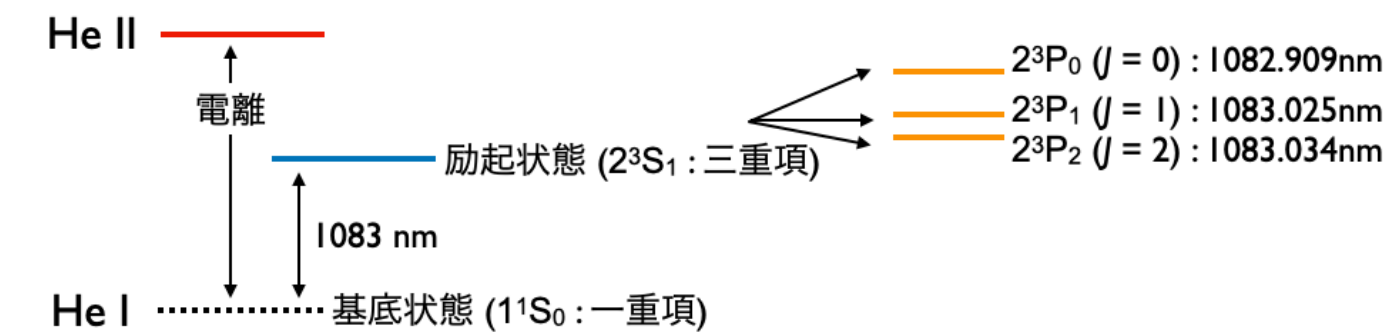 He II
電離
励起状態 (2³S₁ : 三重項)
2³P₀ (J = 0) : 1082.909nm
2³P₁ (J = 1) : 1083.025nm
2³P₂ (J = 2) : 1083.034nm
1083 nm
He I
基底状態 (1¹S₀ : 一重項)